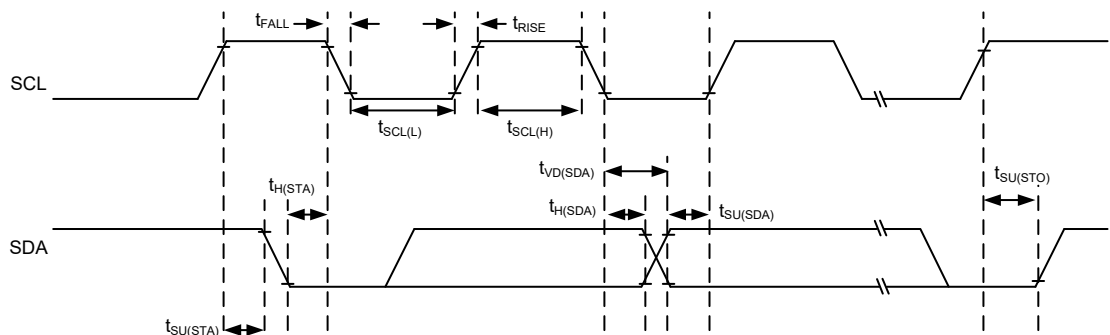 tFALL
tRISE
SCL
tSCL(L)
tSCL(H)
tVD(SDA)
tH(STA)
tSU(STO)
tH(SDA)
tSU(SDA)
SDA
tSU(STA)